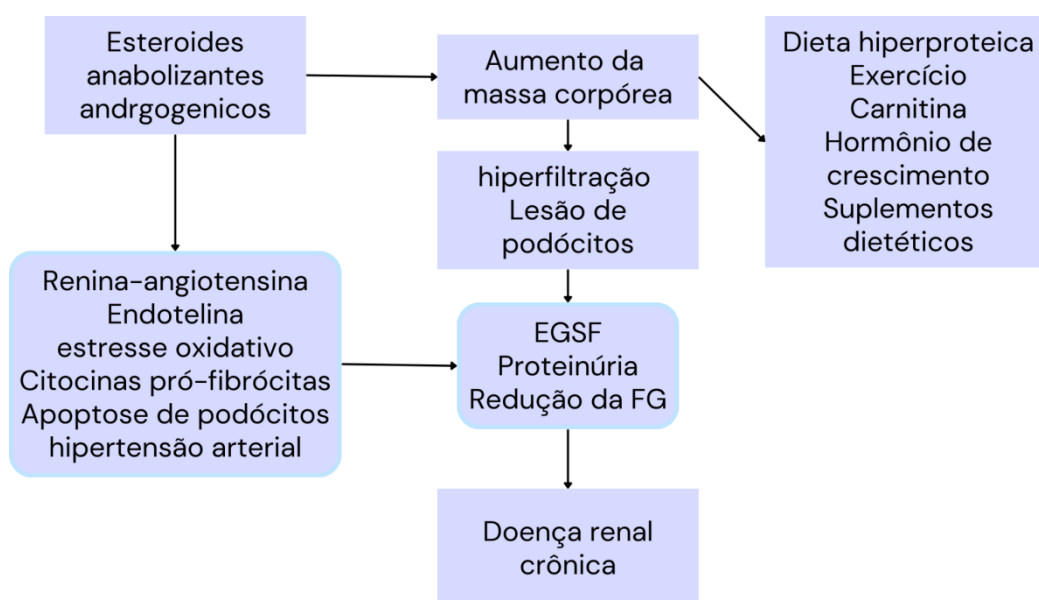 Esteroides
anabolizantes
andrgogenicos
Aumento da
massa corpórea
Dieta hiperproteica
Exercício
Carnitina
Hormônio de
crescimento
Suplementos
dietéticos
hiperfiltração
Lesão de
podócitos
Renina-angiotensina
Endotelina
estresse oxidativo
Citocinas pró-fibrócitas
Apoptose de podócitos
hipertensão arterial
EGSF
Proteinúria
Redução da FG
Doença renal
crônica